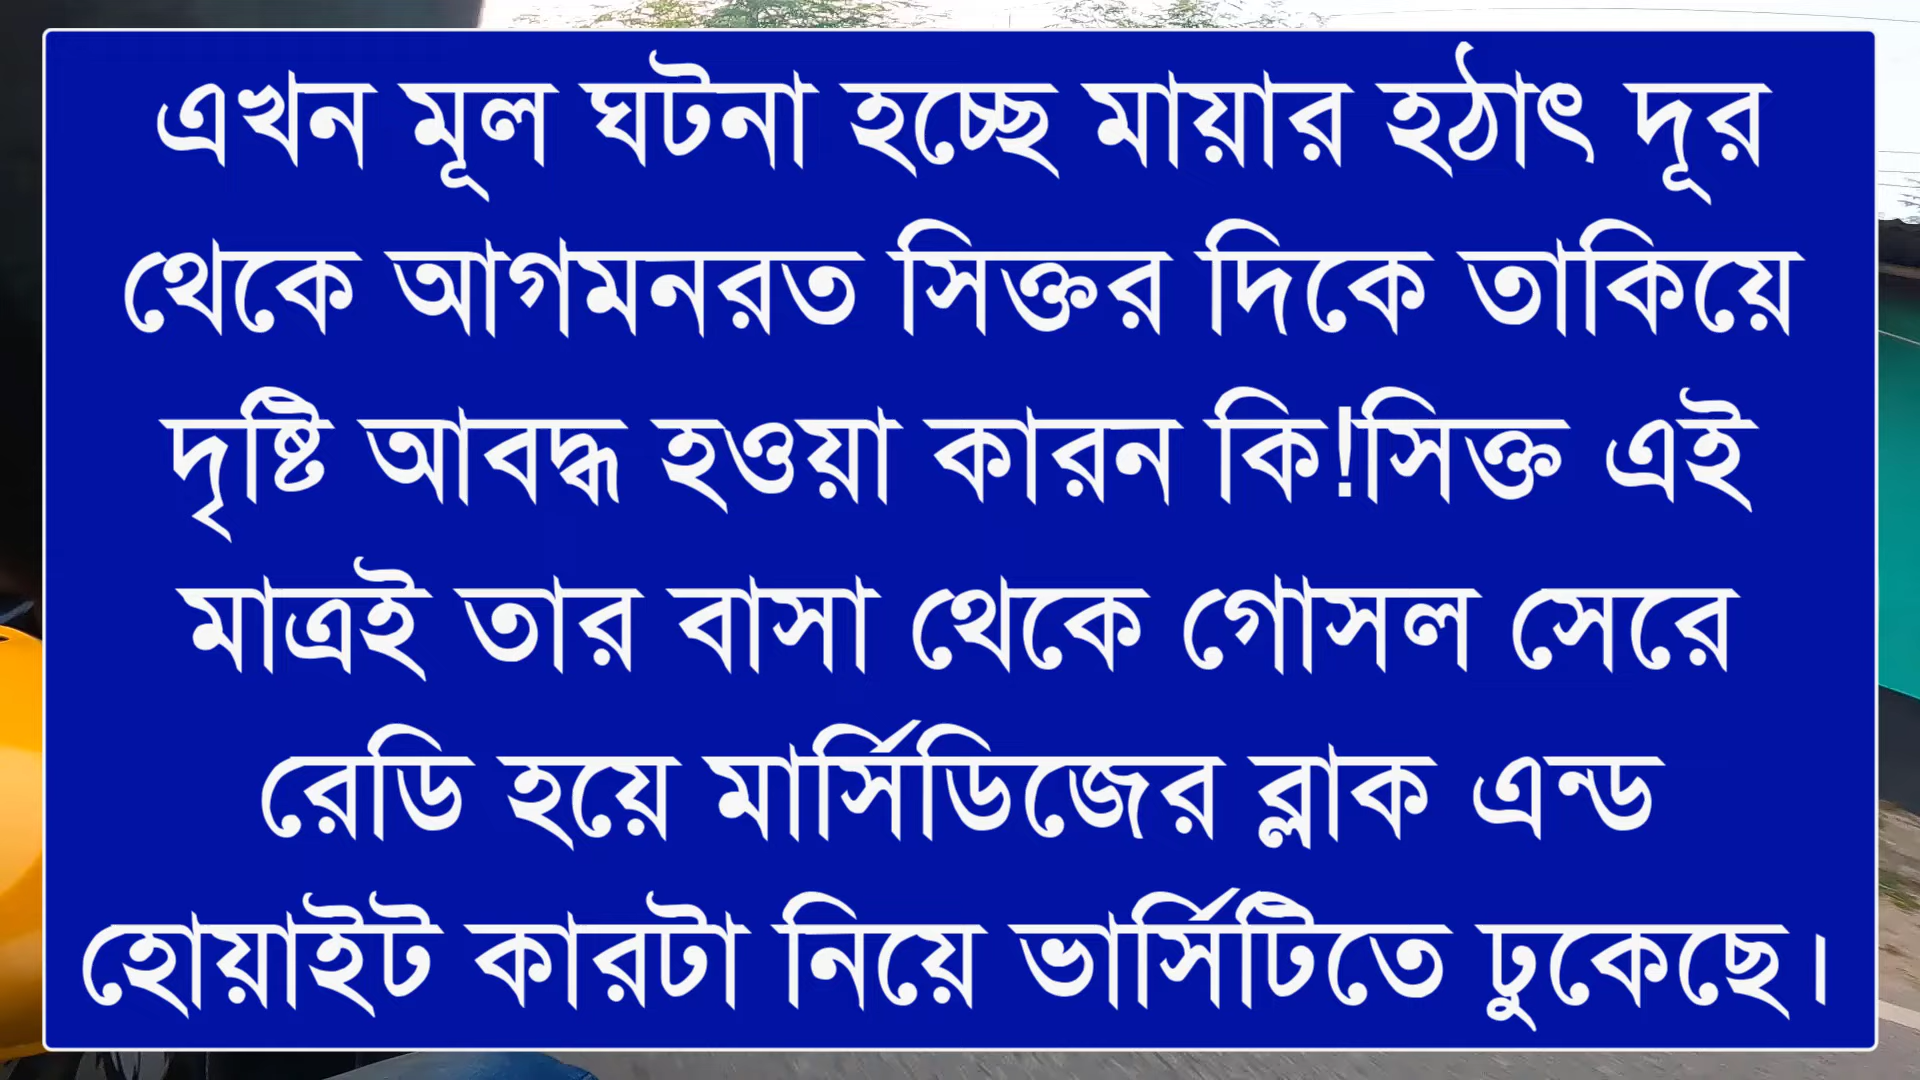 এখন মূল ঘটনা হচ্ছে মায়ার হঠাৎ দূর
থেকে আগমনরত সিক্তর দিকে তাকিয়ে
দৃষ্টি আবদ্ধ হওয়া কারন কি!সিক্ত এই
মাত্রই তার বাসা থেকে গোসল সেরে
রেডি হয়ে মার্সিডিজের ব্লাক এন্ড
হোয়াইট কারটা নিয়ে ভার্সিটিতে ঢুকেছে।